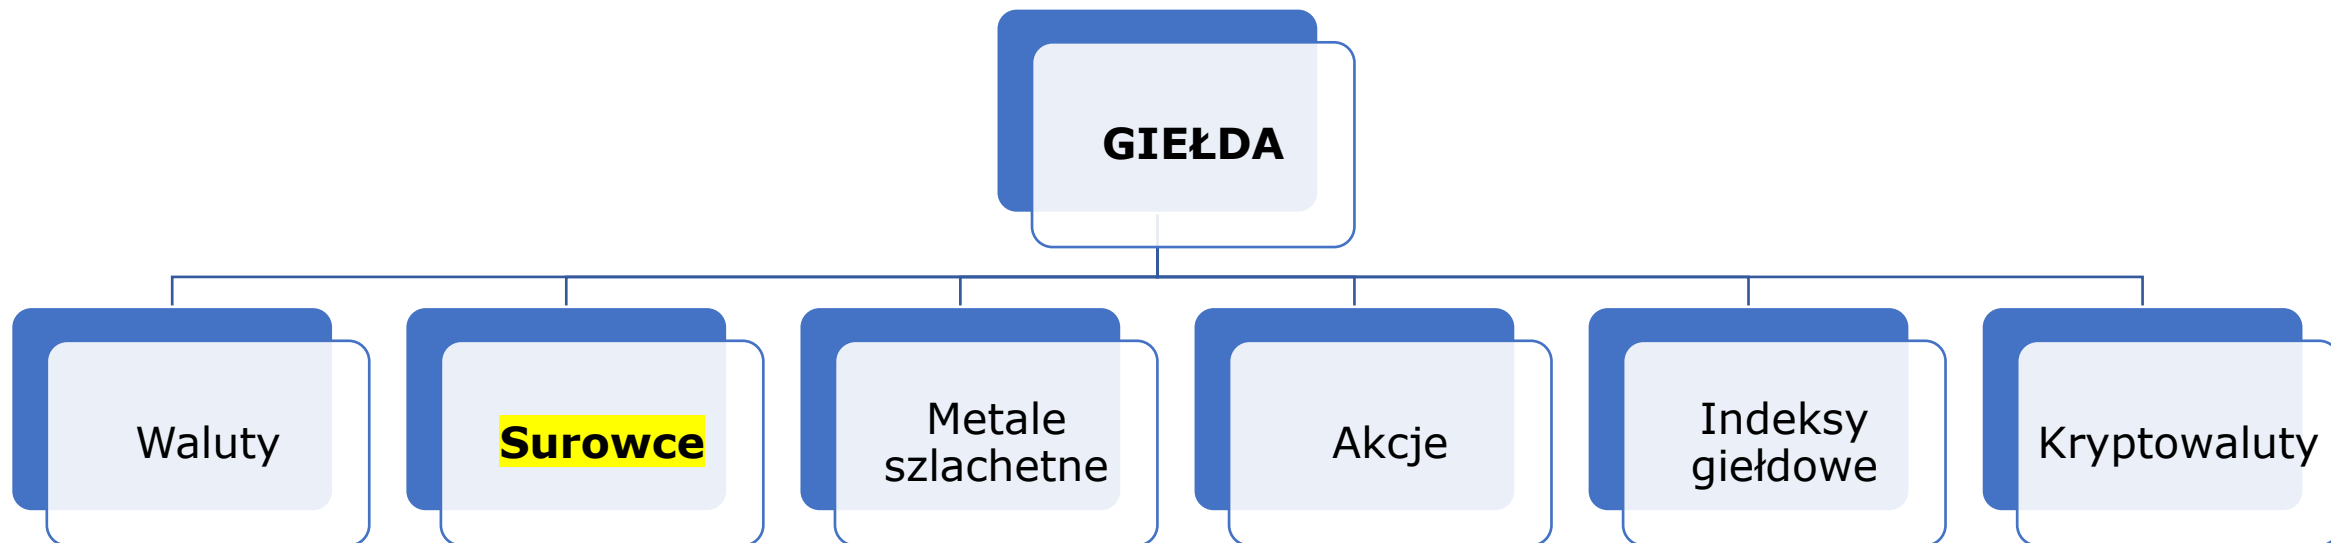 GIEŁDA
Waluty
Surowce
Metale
szlachetne
Akcje
Indeksy
giełdowe
Kryptowaluty